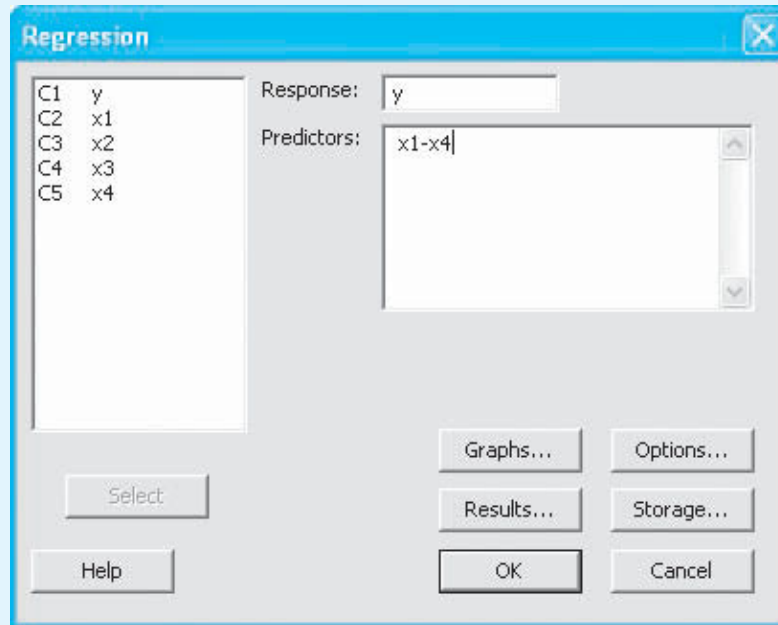 Regression
C1 y
C2 x1
C3 x2
C4 x3
C5 x4
Response: y
Predictors: x1-x4
Graphs... Options...
Select
Results... Storage...
Help OK Cancel